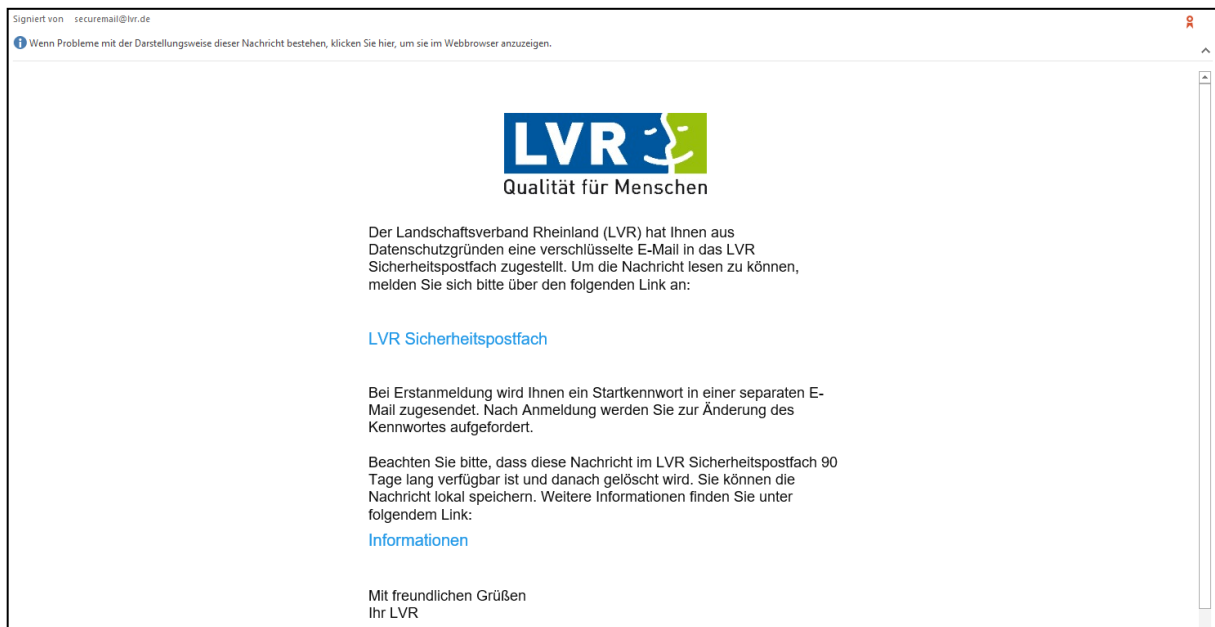 Signiert von securemail@lvr.de
Wenn Probleme mit der Darstellungsweise dieser Nachricht bestehen, klicken Sie hier, um sie im Webbrowser anzuzeigen.
LVR
Qualität für Menschen
Der Landschaftsverband Rheinland (LVR) hat Ihnen aus
Datenschutzgründen eine verschlüsselte E-Mail in das LVR
Sicherheitspostfach zugestellt. Um die Nachricht lesen zu können,
melden Sie sich bitte über den folgenden Link an:
LVR Sicherheitspostfach
Bei Erstanmeldung wird Ihnen ein Startkennwort in einer separaten E-
Mail zugesendet. Nach Anmeldung werden Sie zur Änderung des
Kennwortes aufgefordert.
Beachten Sie bitte, dass diese Nachricht im LVR Sicherheitspostfach 90
Tage lang verfügbar ist und danach gelöscht wird. Sie können die
Nachricht lokal speichern. Weitere Informationen finden Sie unter
folgendem Link:
Informationen
Mit freundlichen Grüßen
Ihr LVR